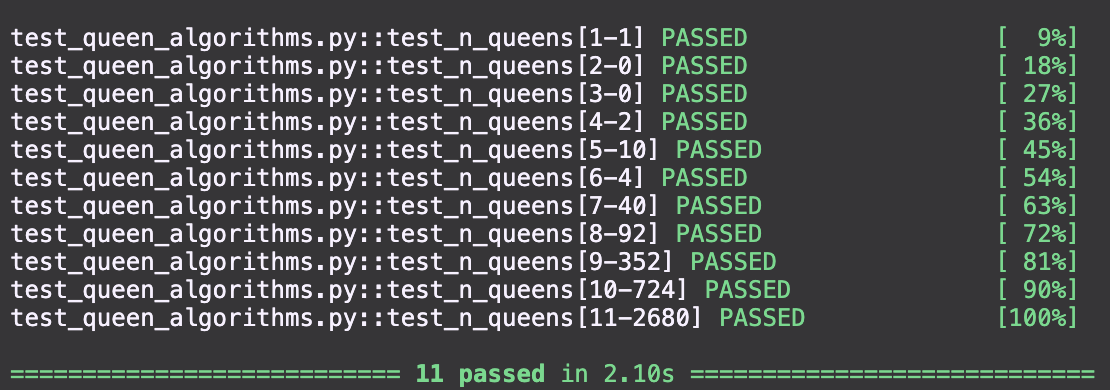 test_queen_algorithms.py::test_n_queens[1-1] PASSED [  9%]
test_queen_algorithms.py::test_n_queens[2-0] PASSED [ 18%]
test_queen_algorithms.py::test_n_queens[3-0] PASSED [ 27%]
test_queen_algorithms.py::test_n_queens[4-2] PASSED [ 36%]
test_queen_algorithms.py::test_n_queens[5-10] PASSED [ 45%]
test_queen_algorithms.py::test_n_queens[6-4] PASSED [ 54%]
test_queen_algorithms.py::test_n_queens[7-40] PASSED [ 63%]
test_queen_algorithms.py::test_n_queens[8-92] PASSED [ 72%]
test_queen_algorithms.py::test_n_queens[9-352] PASSED [ 81%]
test_queen_algorithms.py::test_n_queens[10-724] PASSED [ 90%]
test_queen_algorithms.py::test_n_queens[11-2680] PASSED [100%]
=========================== 11 passed in 2.10s ============================